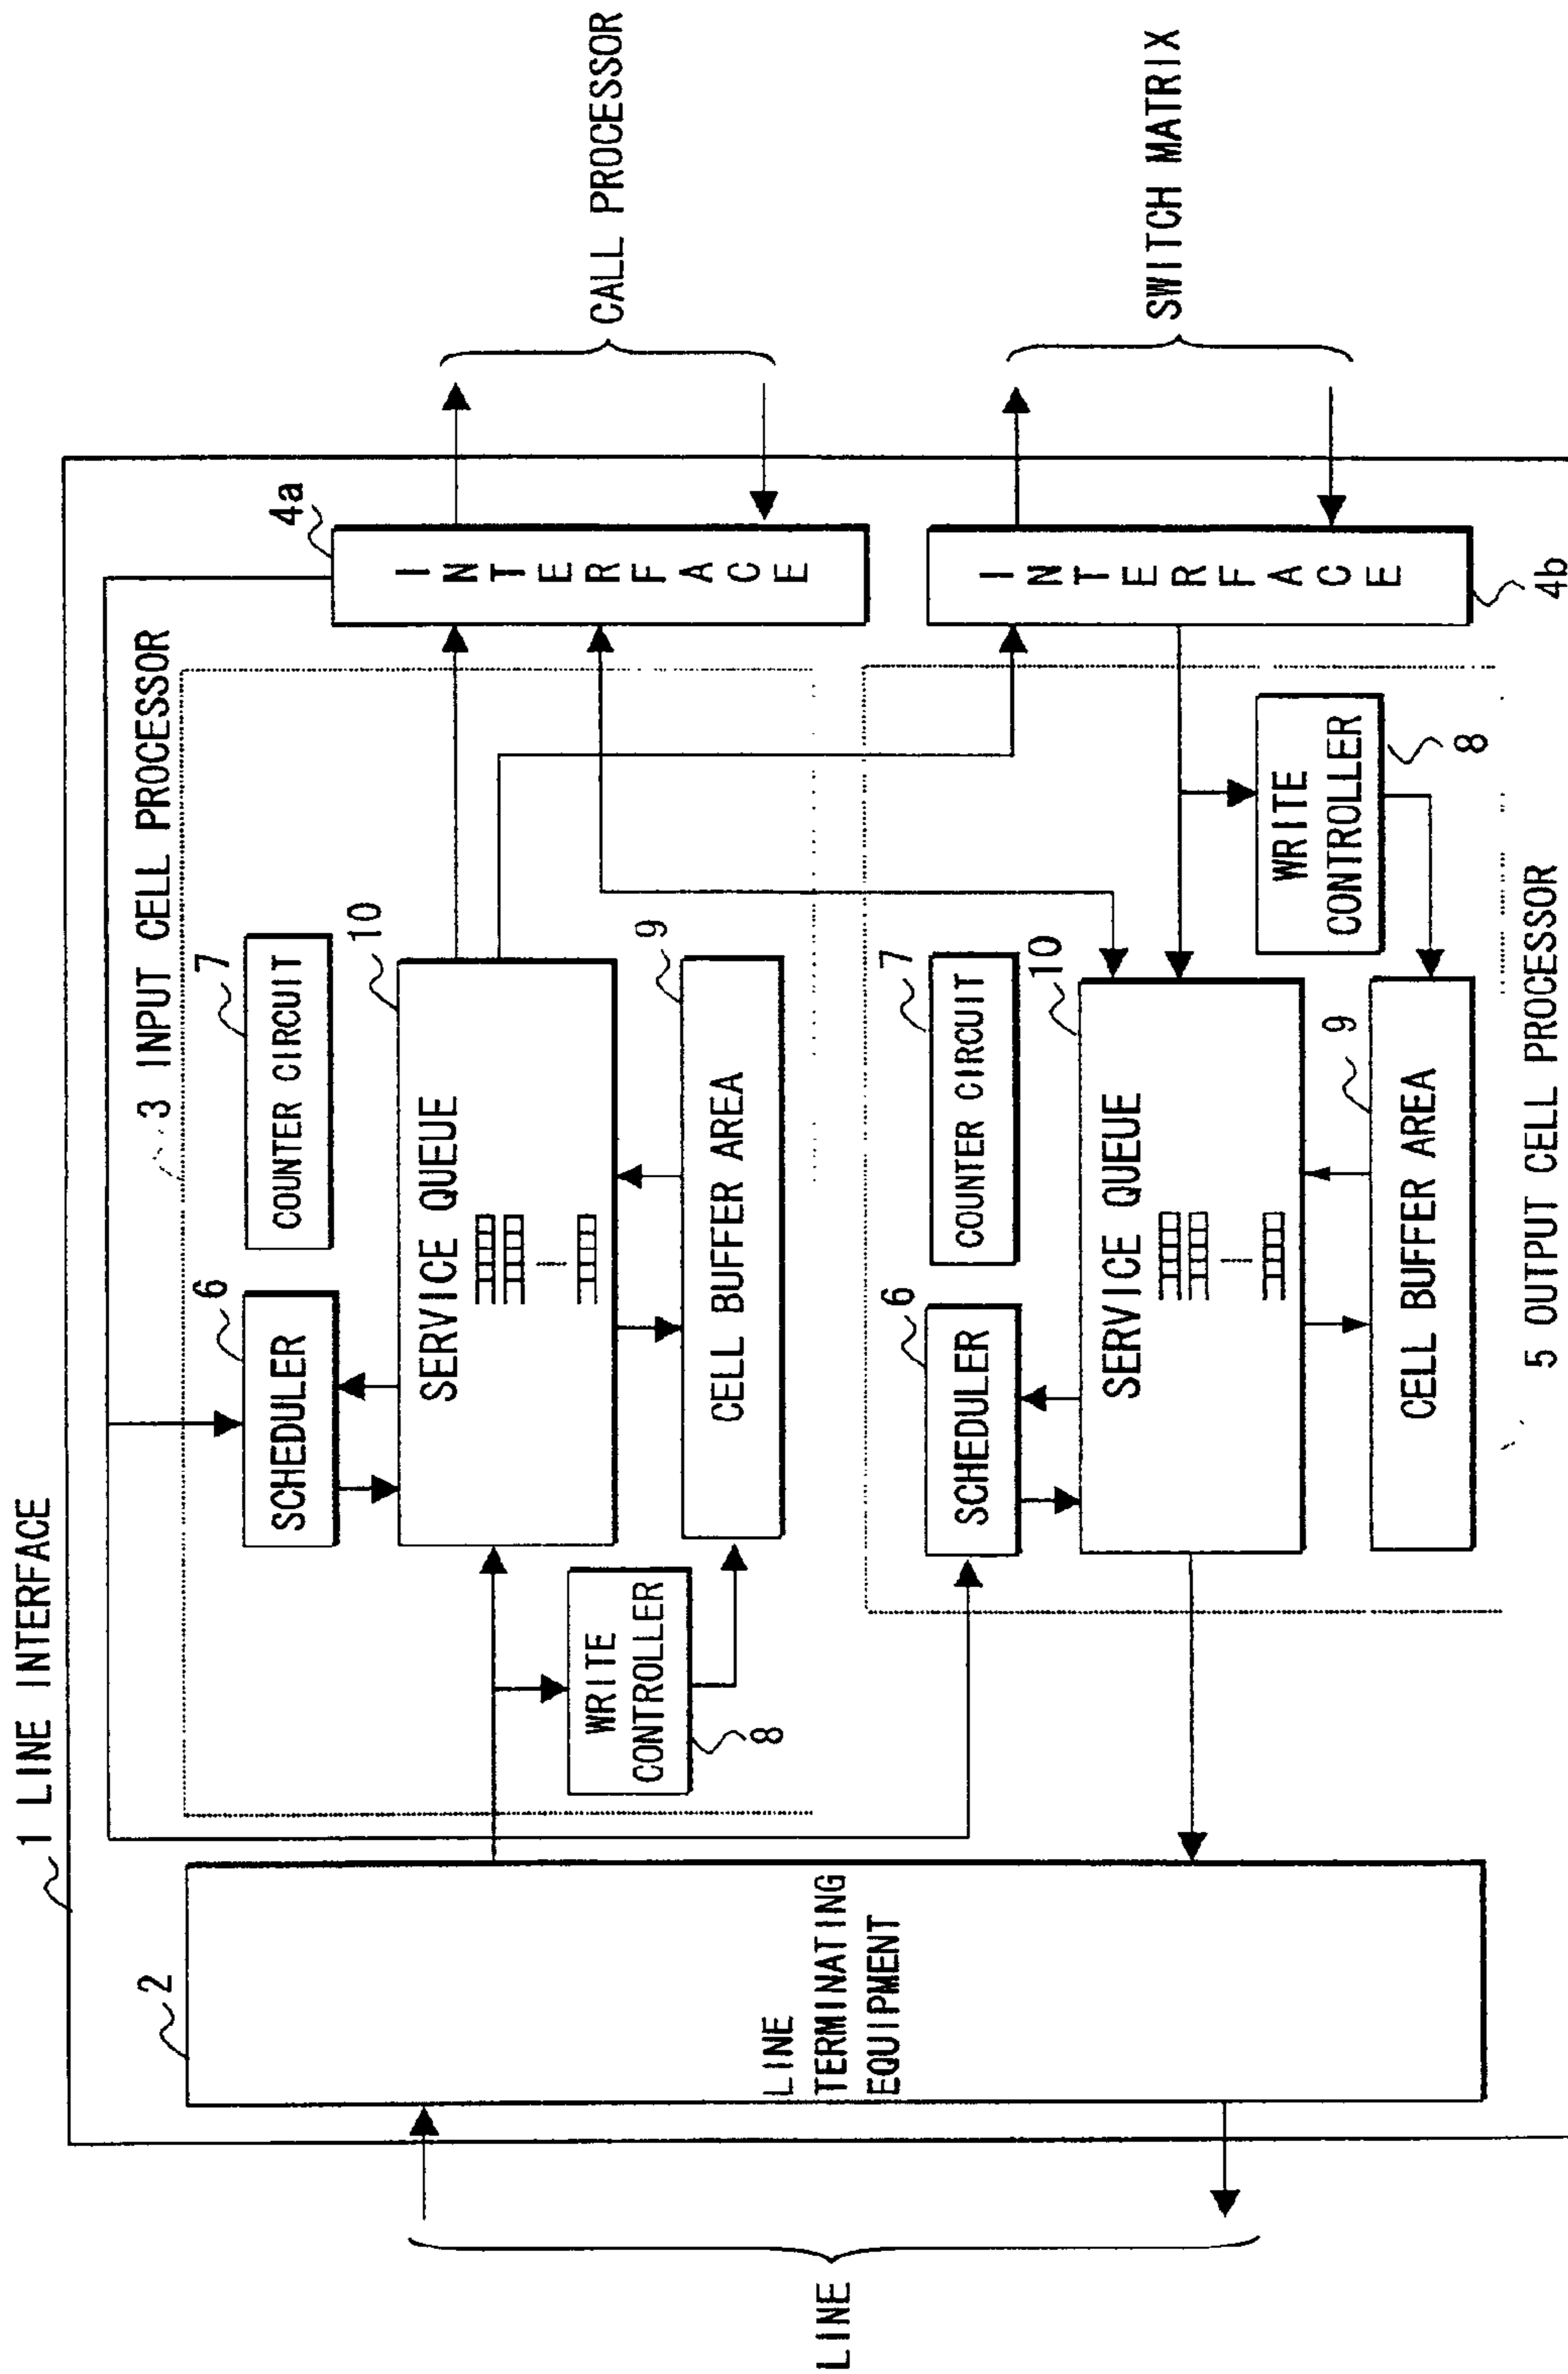 1 LINE INTERFACE
2
LINE
TERMINATING
EQUIPMENT
LINE
3 INPUT CELL PROCESSOR
6
SCHEDULER
7
COUNTER CIRCUIT
10
SERVICE QUEUE
9
CELL BUFFER AREA
WRITE
CONTROLLER
8
4a
INTERFACE
CALL PROCESSOR
6
SCHEDULER
7
COUNTER CIRCUIT
10
SERVICE QUEUE
9
CELL BUFFER AREA
WRITE
CONTROLLER
8
5 OUTPUT CELL PROCESSOR
INTERFACE
4b
SWITCH MATRIX